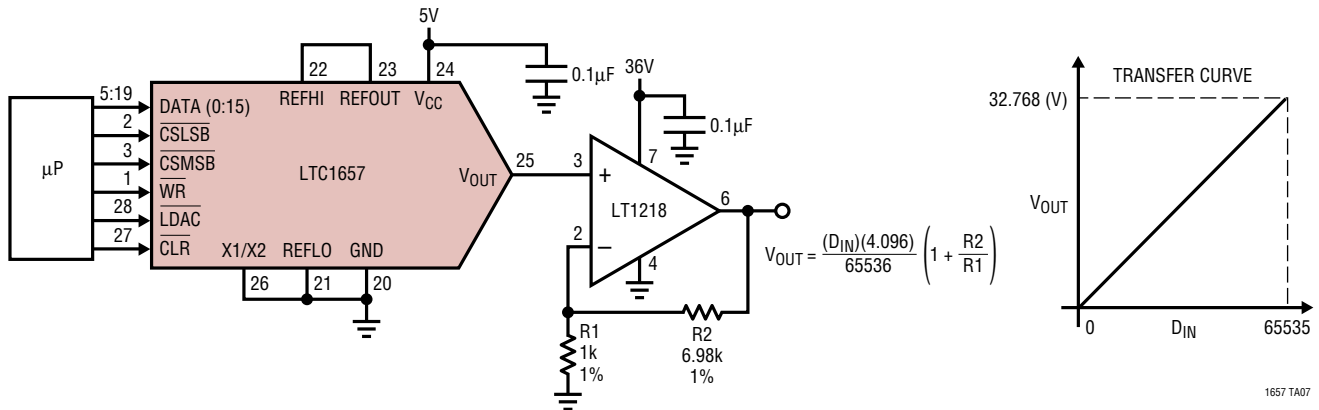 5V
22
23
24
0.1µF
REFHI
REFOUT
VCC
µP
5:19
2
3
1
28
27
DATA (0:15)
CSLSB
CSMSB
WR
LDAC
CLR
LTC1657
VOUT
25
X1/X2
REFLO
GND
26
21
20
36V
0.1µF
7
3
+
LT1218
6
2
–
4
R1
1k
1%
R2
6.98k
1%
VOUT = (DIN)(4.096) / 65536 (1 + R2 / R1)
TRANSFER CURVE
32.768 (V)
VOUT
0
DIN
65535
1657 TA07